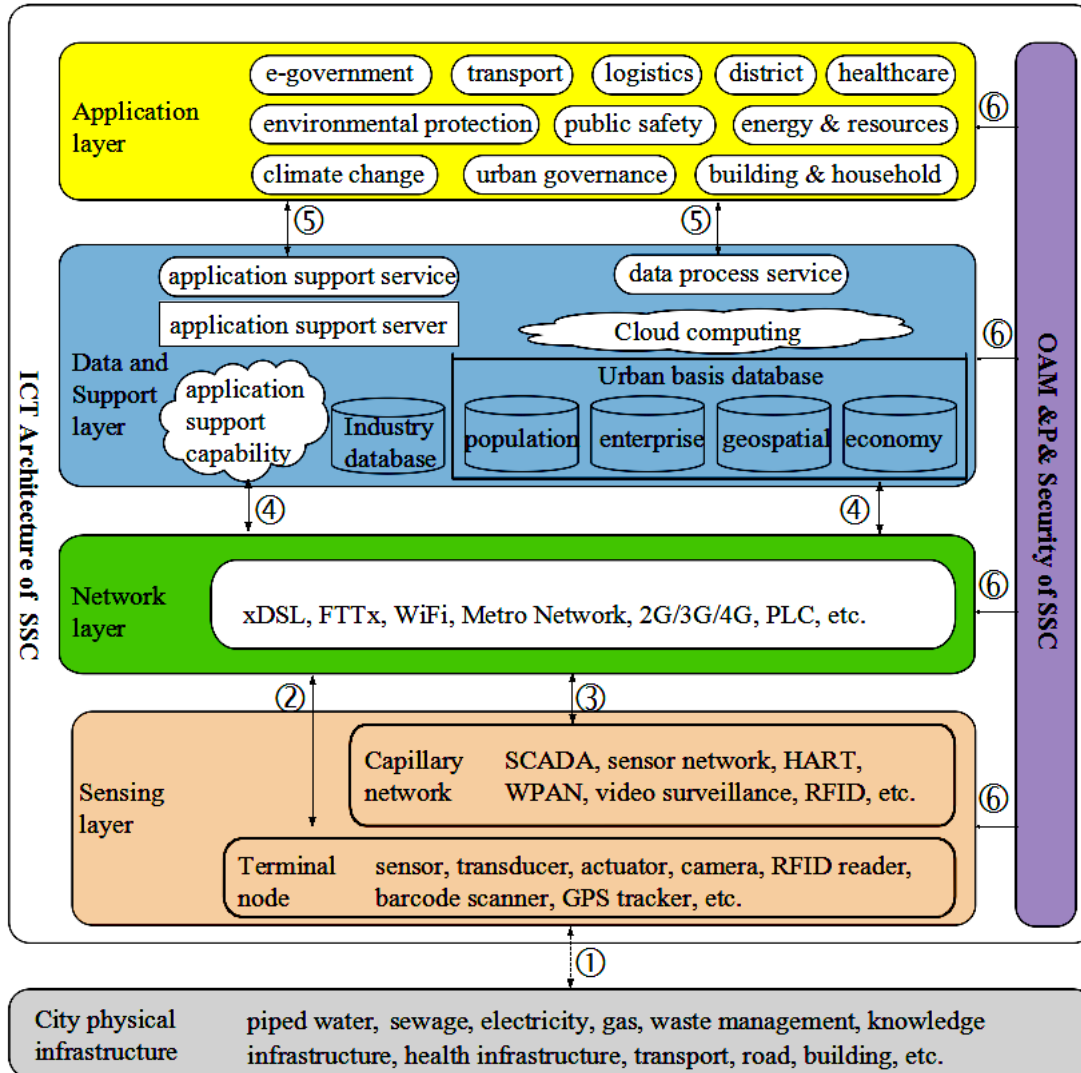 ICT Architecture of SSC
Application
layer
e-government
transport
logistics
district
healthcare
environmental protection
public safety
energy & resources
climate change
urban governance
building & household
⑥
⑤
⑤
Data and
Support
layer
application support service
data process service
application support server
Cloud computing
application
support
capability
Industry
database
Urban basis database
population
enterprise
geospatial
economy
⑥
④
④
Network
layer
xDSL, FTTx, WiFi, Metro Network, 2G/3G/4G, PLC, etc.
⑥
②
③
Sensing
layer
Capillary
network
SCADA, sensor network, HART,
WPAN, video surveillance, RFID, etc.
Terminal
node
sensor, transducer, actuator, camera, RFID reader,
barcode scanner, GPS tracker, etc.
⑥
OAM &P& Security of SSC
①
City physical
infrastructure
piped water, sewage, electricity, gas, waste management, knowledge
infrastructure, health infrastructure, transport, road, building, etc.